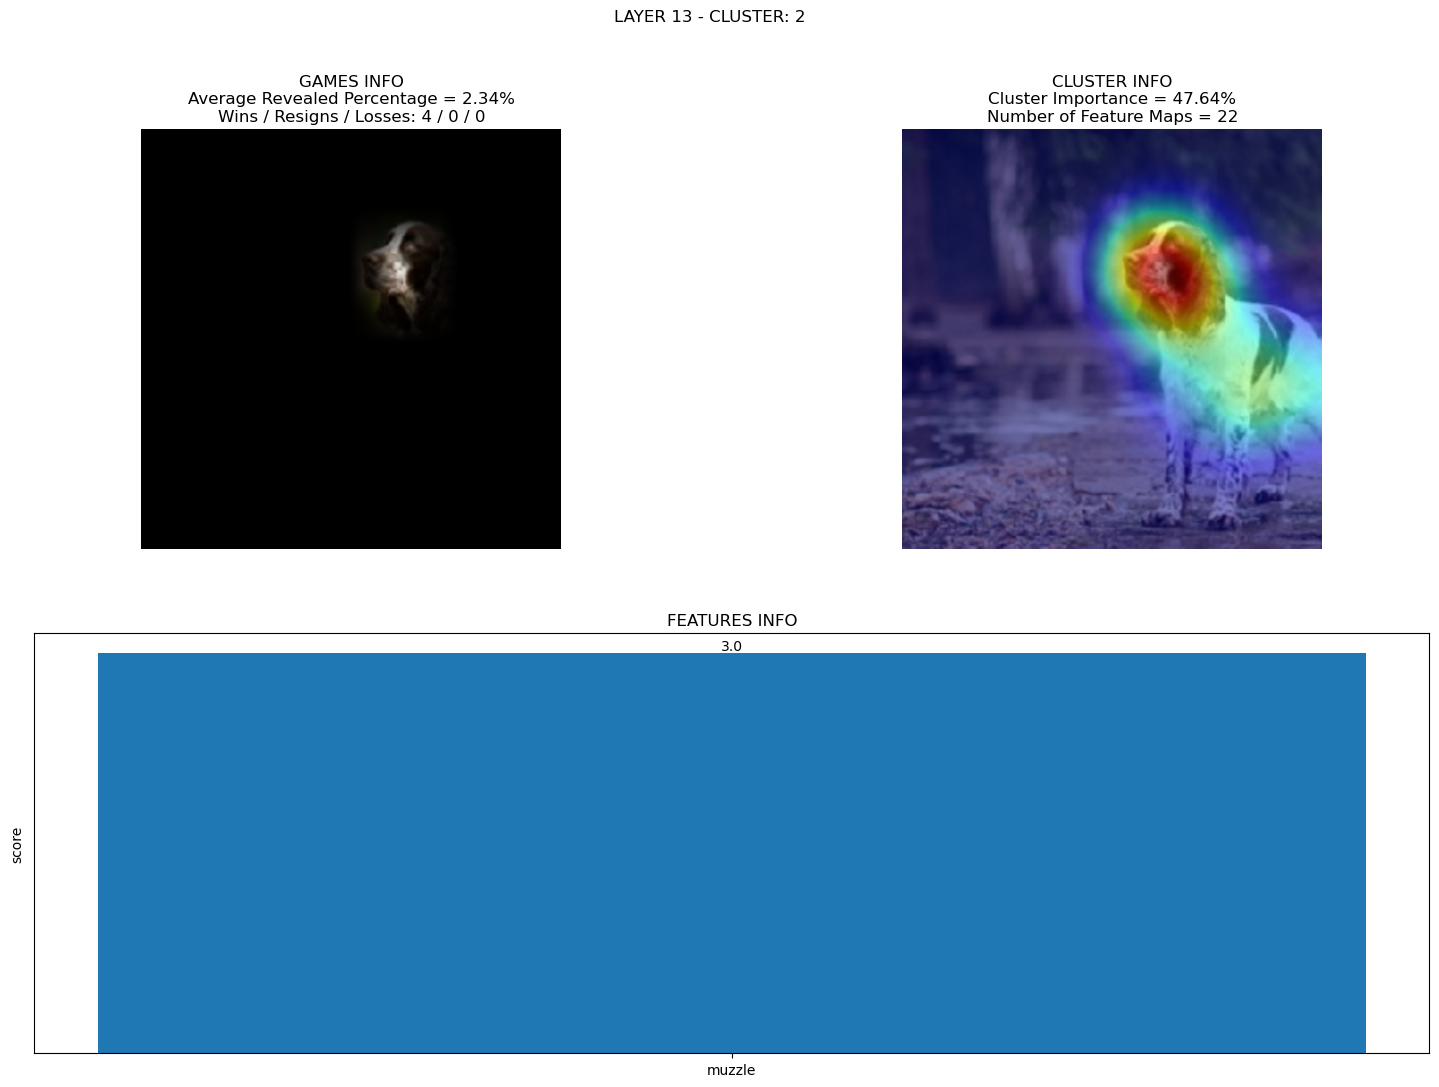 LAYER 13 - CLUSTER: 2
GAMES INFO
Average Revealed Percentage = 2.34%
Wins / Resigns / Losses: 4 / 0 / 0
CLUSTER INFO
Cluster Importance = 47.64%
Number of Feature Maps = 22
FEATURES INFO
3.0
score
muzzle